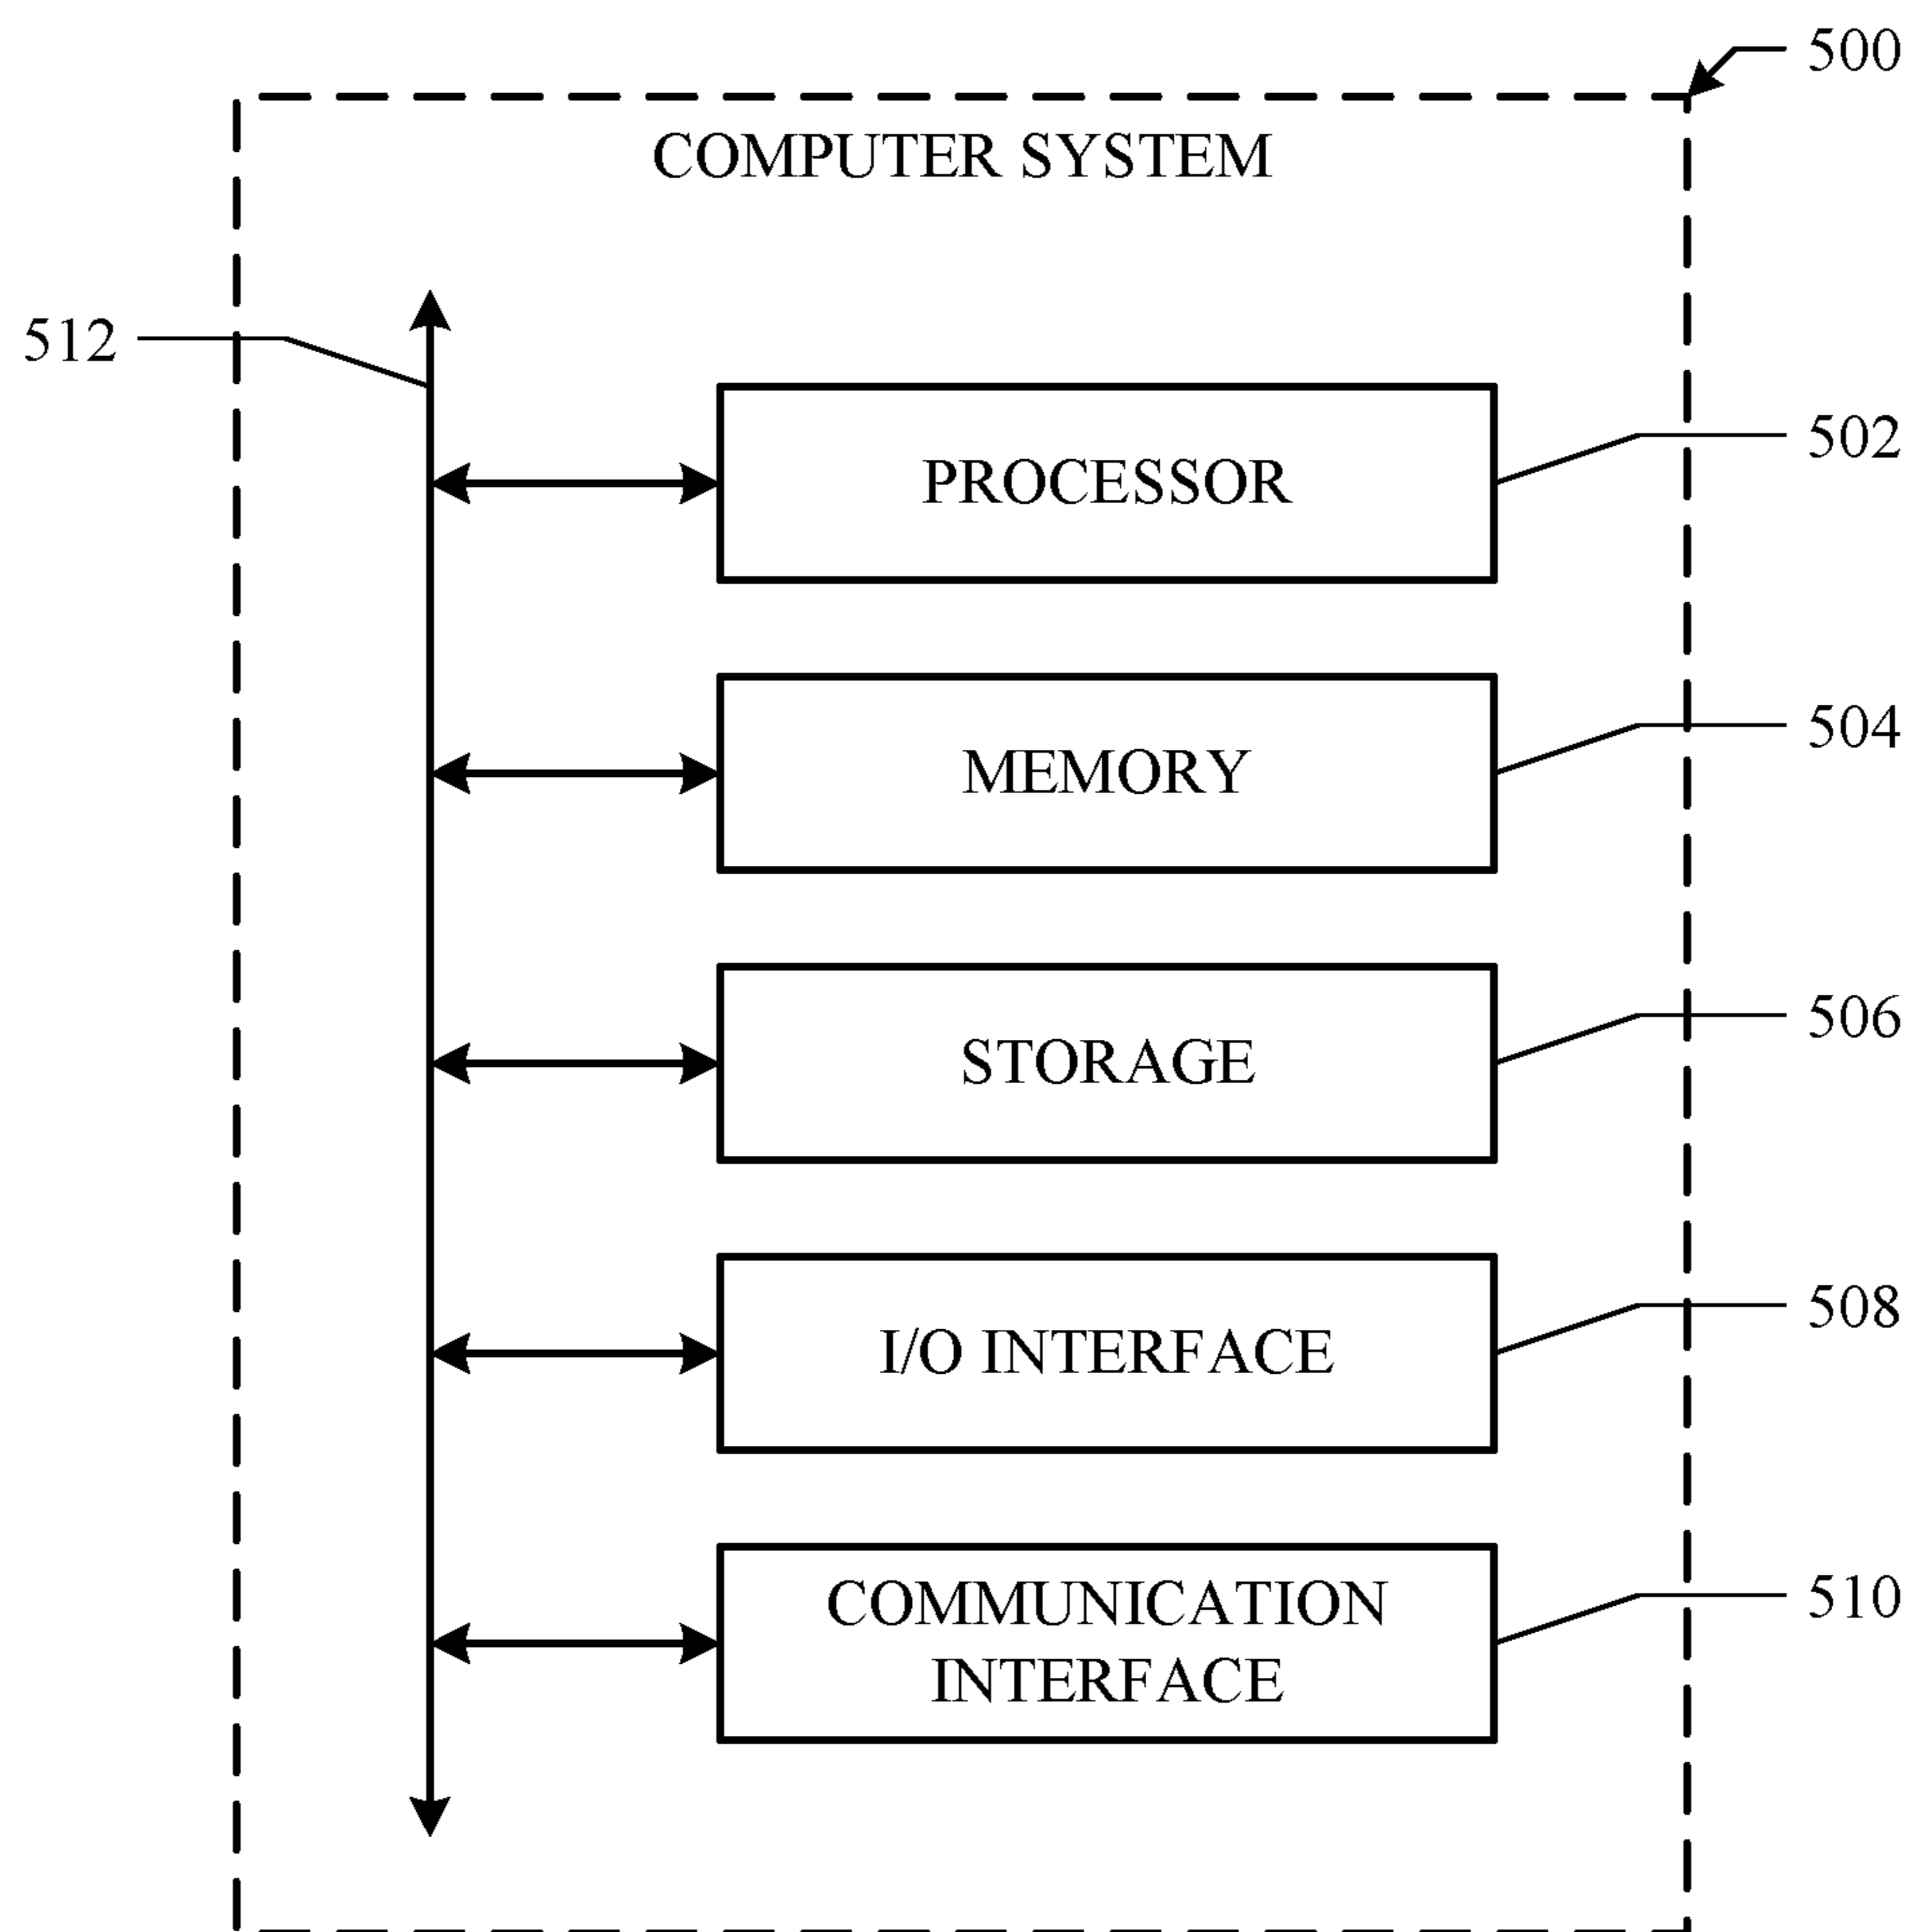 500
COMPUTER SYSTEM
512
PROCESSOR
502
MEMORY
504
STORAGE
506
I/O INTERFACE
508
COMMUNICATION
INTERFACE
510